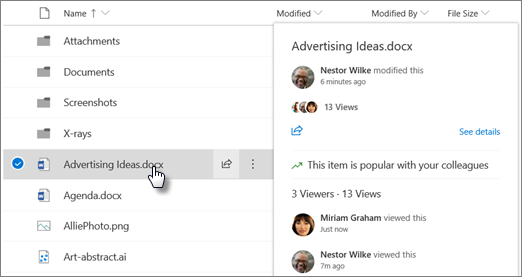 Name ↑
Modified
Modified By
File Size
Attachments
Documents
Screenshots
X-rays
Advertising Ideas.docx
Agenda.docx
AlliePhoto.png
Art-abstract.ai
Advertising Ideas.docx
Nestor Wilke modified this
6 minutes ago
13 Views
See details
This item is popular with your colleagues
3 Viewers · 13 Views
Miriam Graham viewed this
Just now
Nestor Wilke viewed this
7m ago